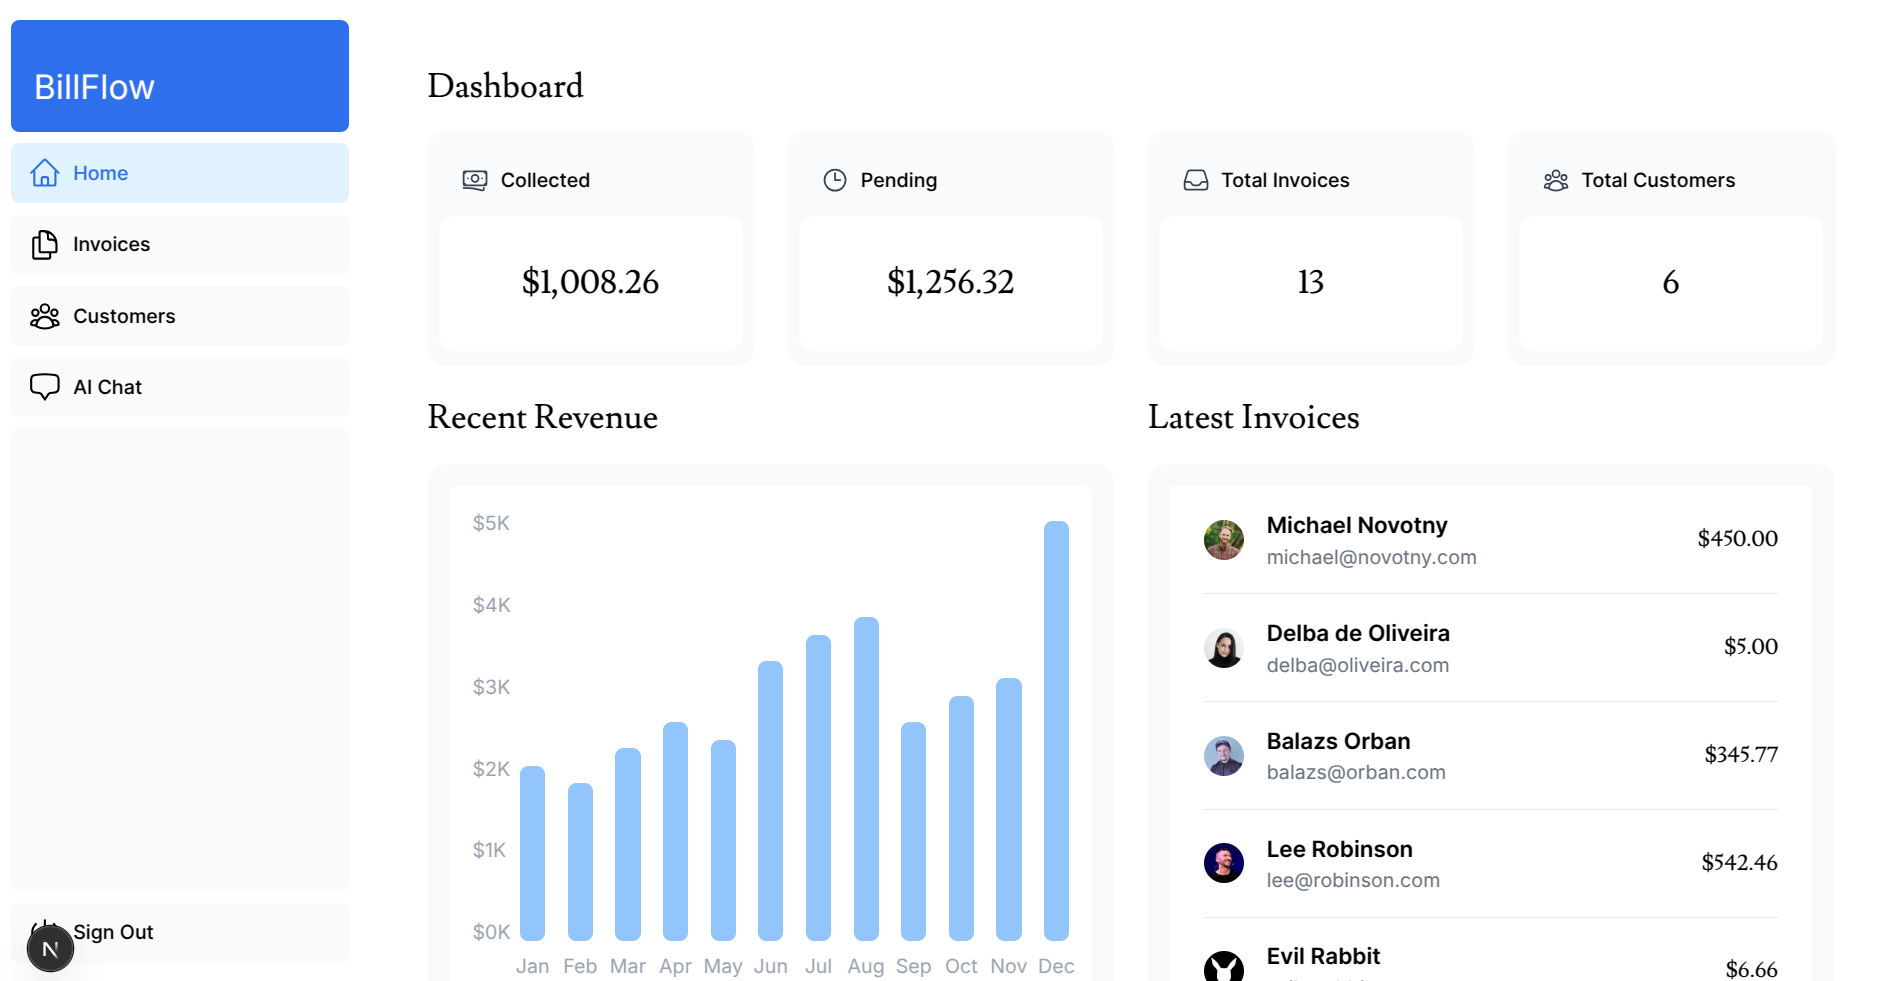 BillFlow
Home
Invoices
Customers
AI Chat
Sign Out
N
Dashboard
Collected
$1,008.26
Pending
$1,256.32
Total Invoices
13
Total Customers
6
Recent Revenue
$5K
$4K
$3K
$2K
$1K
$0K
Jan Feb Mar Apr May Jun Jul Aug Sep Oct Nov Dec
Latest Invoices
Michael Novotny
michael@novotny.com
$450.00
Delba de Oliveira
delba@oliveira.com
$5.00
Balazs Orban
balazs@orban.com
$345.77
Lee Robinson
lee@robinson.com
$542.46
Evil Rabbit
$6.66